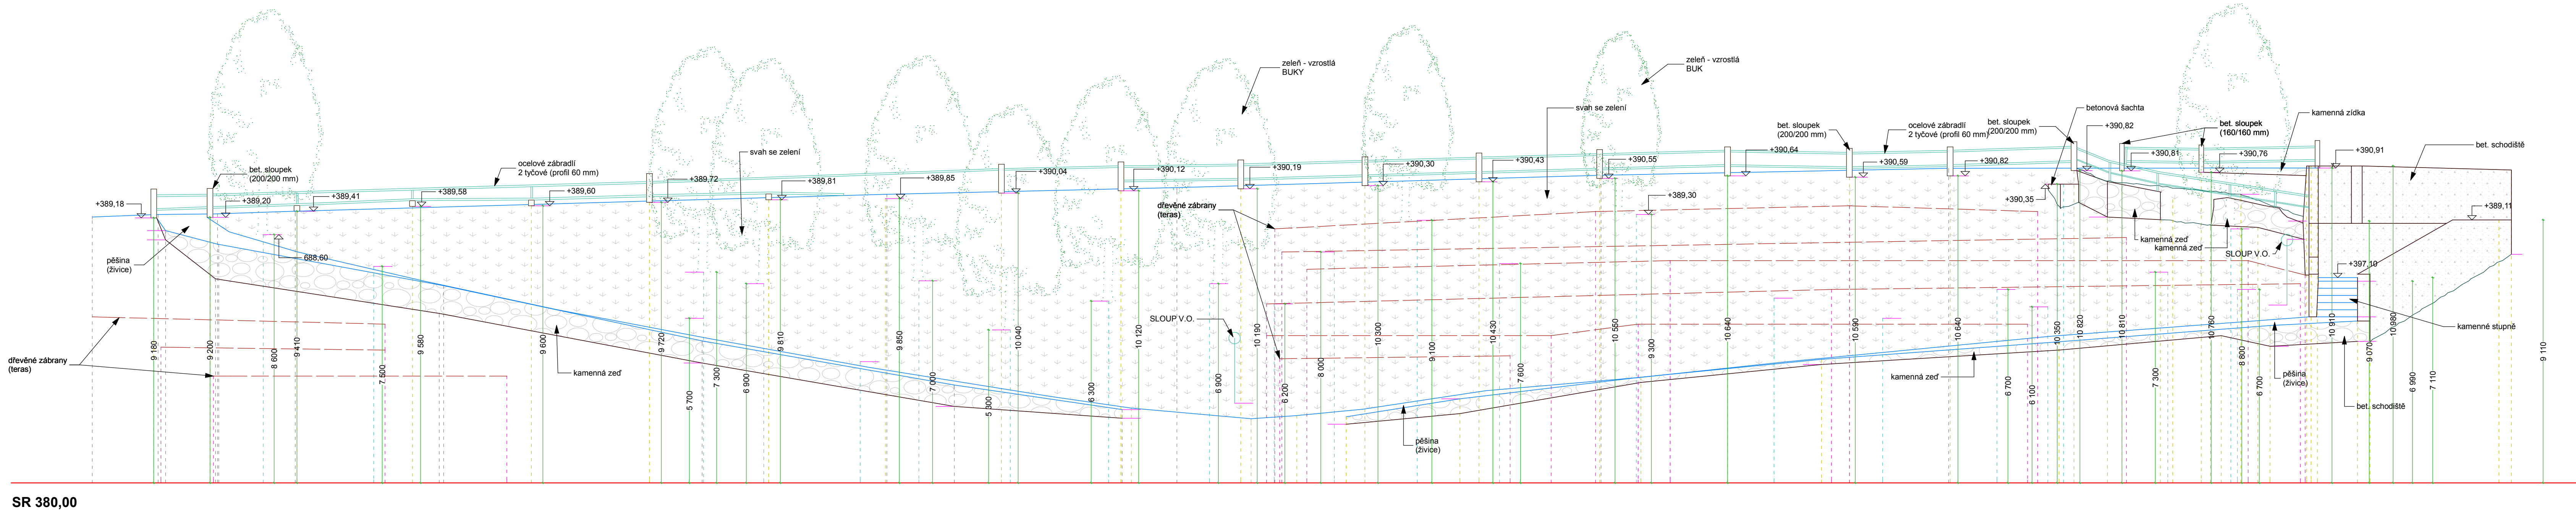 zeleň - vzrostlá
BUKY
zeleň - vzrostlá
BUK
svah se zelení
betonová šachta
kamenná zídka
bet. sloupek
(200/200 mm)
ocelové zábradlí
2 tyčové (profil 60 mm)
bet. sloupek
(200/200 mm)
+390,82
bet. sloupek
(160/160 mm)
bet. schodiště
svah se zelení
ocelové zábradlí
2 tyčové (profil 60 mm)
bet. sloupek
(200/200 mm)
+389,18
+389,20
+389,41
+389,58
+389,60
+389,72
+389,81
+389,85
+390,04
+390,12
+390,19
+390,30
+390,43
+390,55
+390,64
+390,59
+390,82
+390,81
+390,76
+390,91
+390,35
+389,30
+389,11
dřevěné zábrany
(teras)
kamenná zeď
kamenná zeď
SLOUP V.O.
688,60
pěšina
(živice)
+397,10
SLOUP V.O.
kamenné stupně
dřevěné zábrany
(teras)
kamenná zeď
kamenná zeď
pěšina
(živice)
bet. schodiště
pěšina
(živice)
9 180
9 200
8 600
9 410
7 500
9 580
9 600
9 720
5 700
7 300
6 900
9 810
9 850
7 000
5 300
10 040
6 300
10 120
6 900
10 190
6 200
8 000
10 300
9 100
10 430
7 600
10 550
9 300
10 640
10 590
10 640
6 700
6 100
10 350
10 820
10 810
7 300
10 760
8 800
6 700
10 910
9 070
10 980
6 990
7 110
9 110
SR 380,00